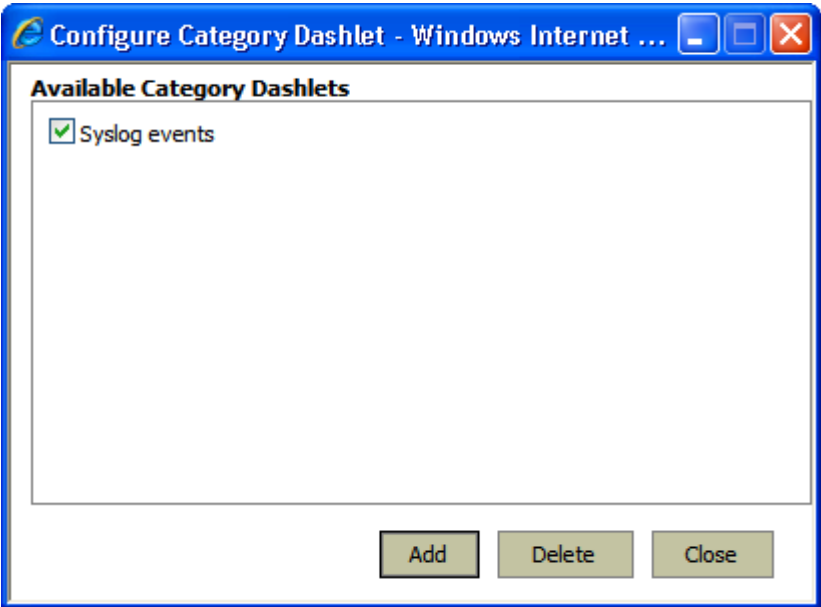 Configure Category Dashlet - Windows Internet ...
Available Category Dashlets
Syslog events
Add Delete Close